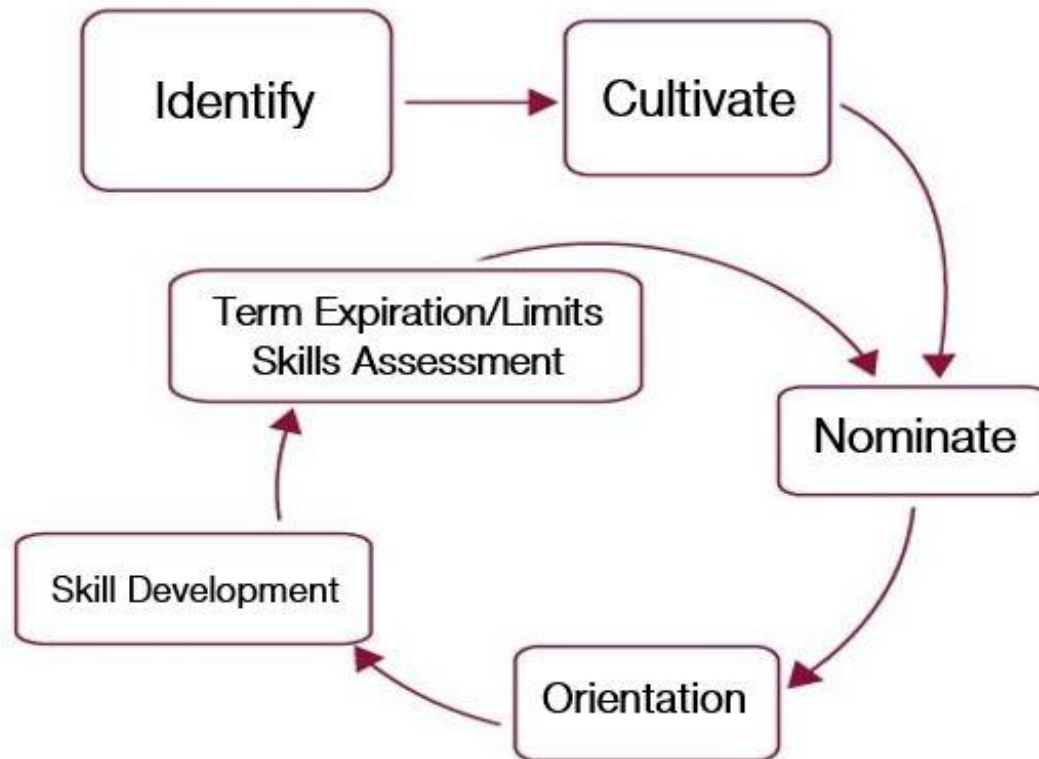 Identify
Cultivate
Term Expiration/Limits
Skills Assessment
Nominate
Skill Development
Orientation